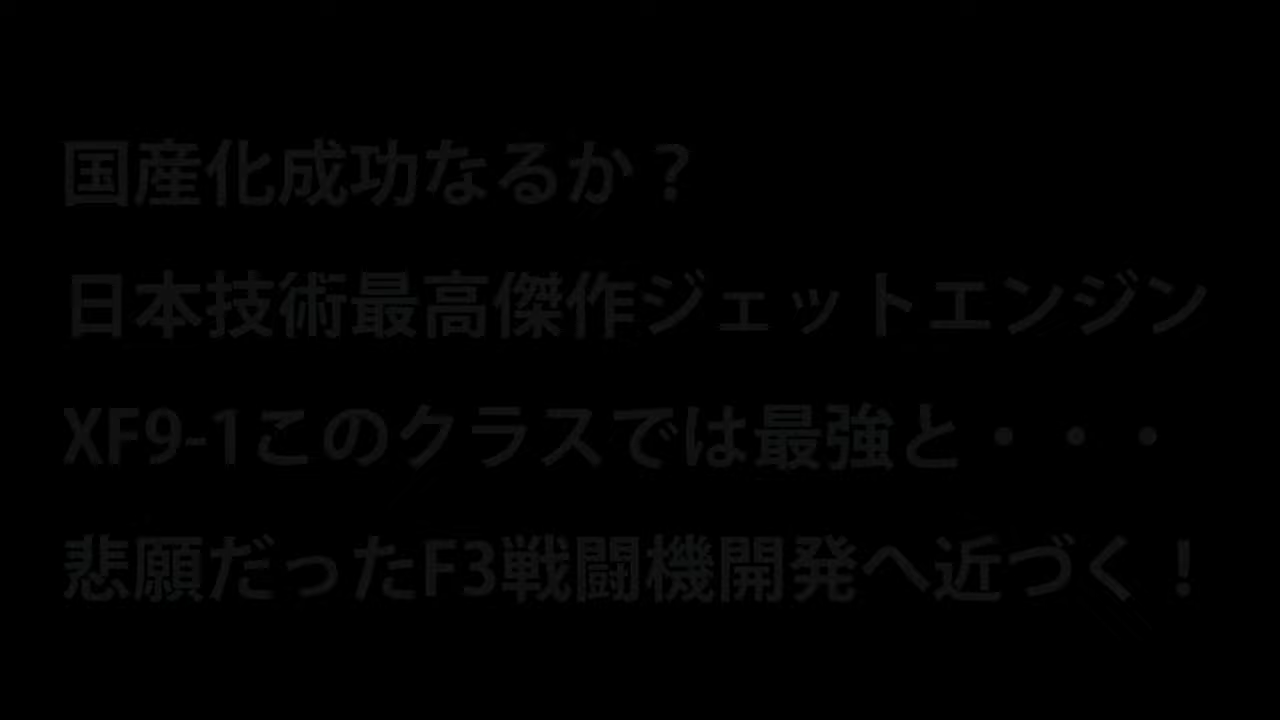 国産化成功なるか？
日本技術最高傑作ジェットエンジン
XF9-1このクラスでは最強と・・・
悲願だったF3戦闘機開発へ近づく！